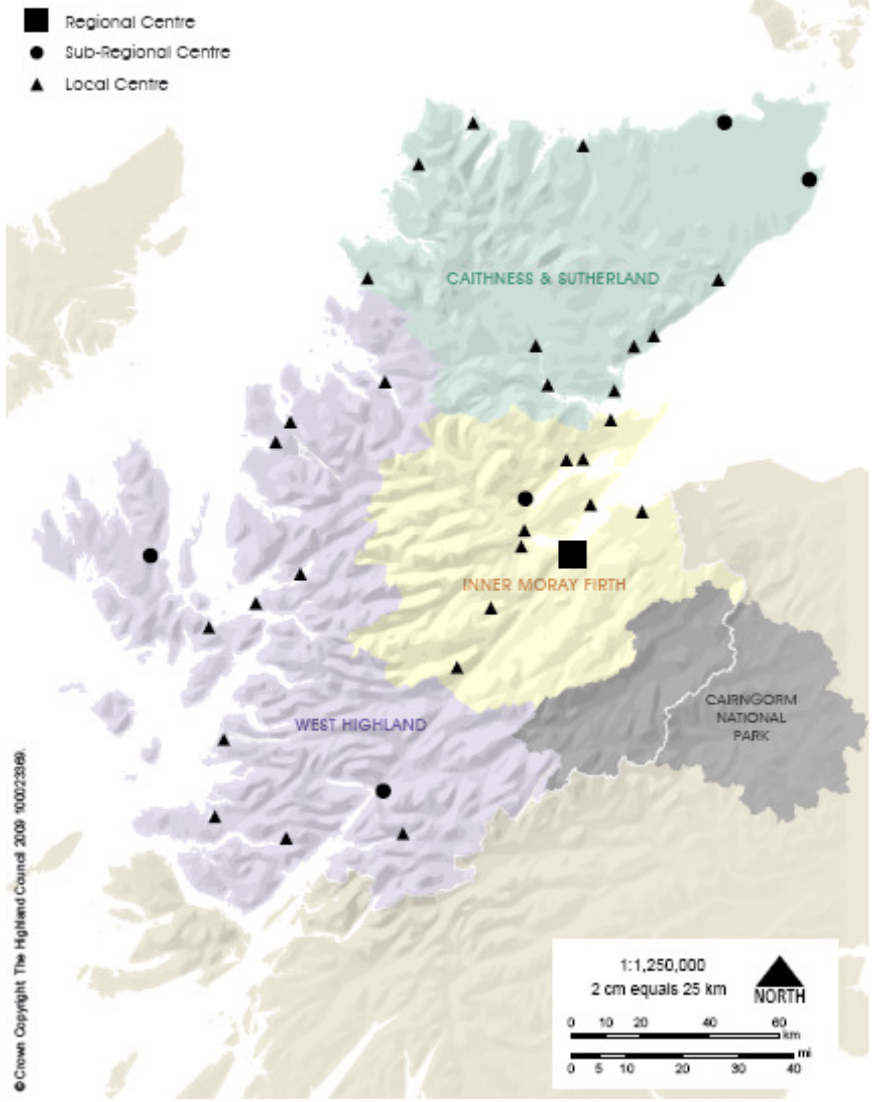 Regional Centre
Sub-Regional Centre
Local Centre
CAITHNESS & SUTHERLAND
INNER MORAY FIRTH
CAIRNGORM
NATIONAL
PARK
WEST HIGHLAND
© Crown Copyright. The Highland Council 2009 100023369.
1:1,250,000
2 cm equals 25 km
NORTH
0 10 20 40 60
km
mi
0 5 10 20 30 40